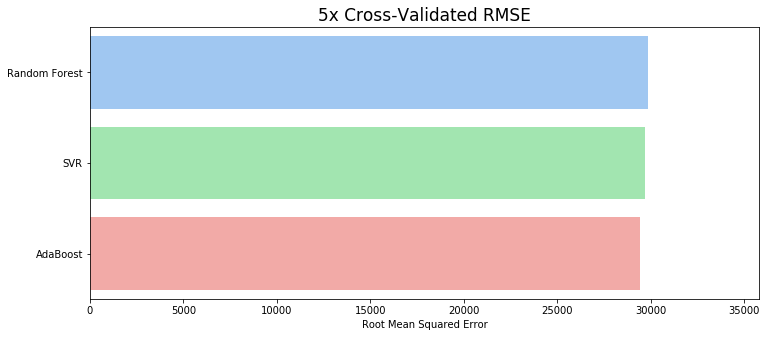 5x Cross-Validated RMSE
Random Forest
SVR
AdaBoost
0 5000 10000 15000 20000 25000 30000 35000
Root Mean Squared Error